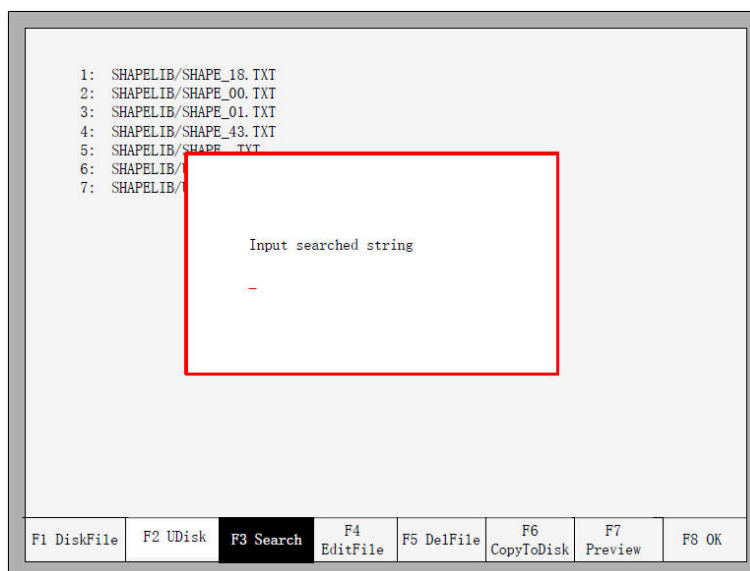 1: SHAPELIB/SHAPE_18.TXT
2: SHAPELIB/SHAPE_00.TXT
3: SHAPELIB/SHAPE_01.TXT
4: SHAPELIB/SHAPE_43.TXT
5: SHAPELIB/SHAPE_ .TXT
6: SHAPELIB/
7: SHAPELIB/
Input searched string
_
F1 DiskFile
F2 UDisk
F3 Search
F4
EditFile
F5 DelFile
F6
CopyToDisk
F7
Preview
F8 OK